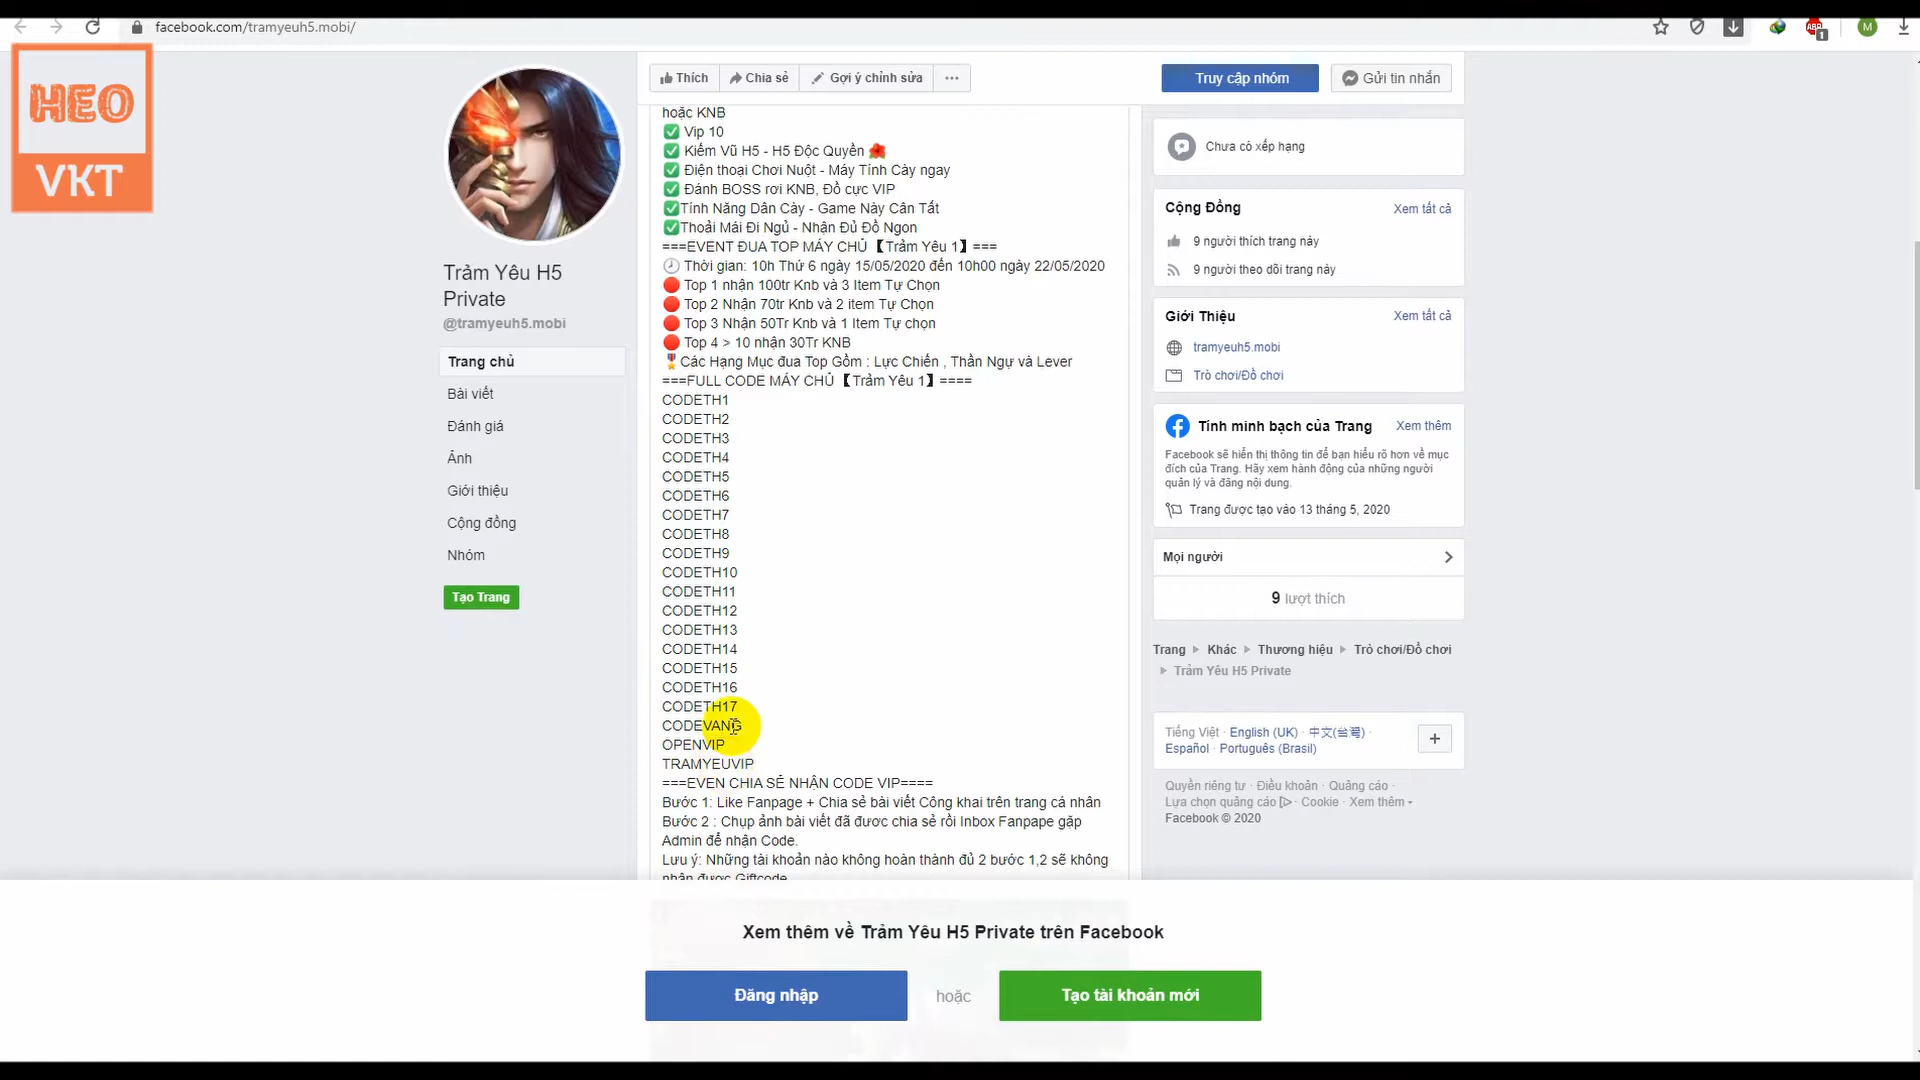 facebook.com/tramyeuh5.mobi/
HEO
VKT
Trảm Yêu H5
Private
@tramyeuh5.mobi
Trang chủ
Bài viết
Đánh giá
Ảnh
Giới thiệu
Cộng đồng
Nhóm
Tạo Trang
Thích
Chia sẻ
Gợi ý chỉnh sửa
Truy cập nhóm
Gửi tin nhắn
hoặc KNB
✅ Vip 10
✅ Kiếm Vũ H5 - H5 Độc Quyền 🌺
✅ Điện thoại Chơi Nuột - Máy Tính Cày ngay
✅ Đánh BOSS rơi KNB, Đồ cực VIP
✅Tính Năng Dân Cày - Game Này Cân Tất
✅Thoải Mái Đi Ngủ - Nhận Đủ Đồ Ngon
===EVENT ĐUA TOP MÁY CHỦ【Trảm Yêu 1】===
🕗 Thời gian: 10h Thứ 6 ngày 15/05/2020 đến 10h00 ngày 22/05/2020
🔴 Top 1 nhận 100tr Knb và 3 Item Tự Chọn
🔴 Top 2 Nhận 70tr Knb và 2 item Tự Chọn
🔴 Top 3 Nhận 50Tr Knb và 1 Item Tự chọn
🔴 Top 4 > 10 nhận 30Tr KNB
🎖Các Hạng Mục đua Top Gồm : Lực Chiến , Thần Ngự và Lever
===FULL CODE MÁY CHỦ【Trảm Yêu 1】====
CODETH1
CODETH2
CODETH3
CODETH4
CODETH5
CODETH6
CODETH7
CODETH8
CODETH9
CODETH10
CODETH11
CODETH12
CODETH13
CODETH14
CODETH15
CODETH16
CODETH17
CODEVANG
OPENVIP
TRAMYEUVIP
===EVEN CHIA SẼ NHẬN CODE VIP====
Bước 1: Like Fanpage + Chia sẻ bài viết Công khai trên trang cá nhân
Bước 2 : Chụp ảnh bài viết đã đươc chia sẻ rồi Inbox Fanpape gặp
Admin để nhận Code.
Lưu ý: Những tài khoản nào không hoàn thành đủ 2 bước 1,2 sẽ không
nhận được Giftcode
Chưa có xếp hạng
Cộng Đồng
Xem tất cả
9 người thích trang này
9 người theo dõi trang này
Giới Thiệu
Xem tất cả
tramyeuh5.mobi
Trò chơi/Đồ chơi
Tính minh bạch của Trang
Xem thêm
Facebook sẽ hiển thị thông tin để bạn hiểu rõ hơn về mục
đích của Trang. Hãy xem hành động của những người
quản lý và đăng nội dung.
Trang được tạo vào 13 tháng 5, 2020
Mọi người
9 lượt thích
Trang ▸ Khác ▸ Thương hiệu ▸ Trò chơi/Đồ chơi
▸ Trảm Yêu H5 Private
Tiếng Việt · English (UK) · 中文(台灣) ·
Español · Português (Brasil)
Quyền riêng tư · Điều khoản · Quảng cáo ·
Lựa chọn quảng cáo · Cookie · Xem thêm
Facebook © 2020
Xem thêm về Trảm Yêu H5 Private trên Facebook
Đăng nhập
hoặc
Tạo tài khoản mới
M
ABP
1